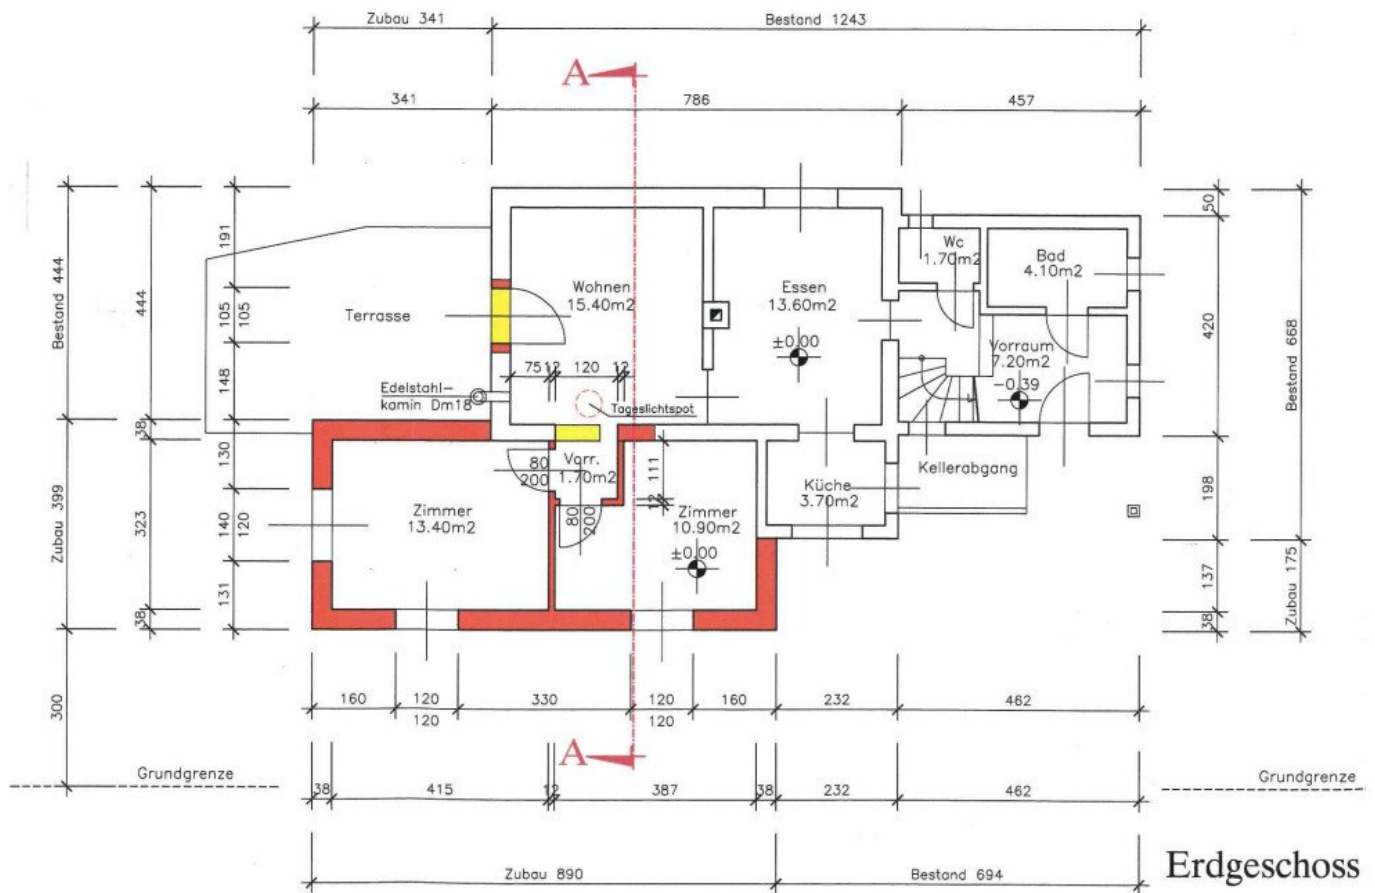 Zubau 341
Bestand 1243
A
341
786
457
Bestand 444
444
191
105
105
148
38
Zubau 399
323
130
140
120
131
38
300
50
420
198
137
38
Bestand 668
Zubau 175
Terrasse
Wohnen
15.40m2
Essen
13.60m2
±0.00
Wc
1.70m2
Bad
4.10m2
Vorraum
7.20m2
-0.39
75
12
120
12
Edelstahl-
kamin Dm18
Tageslichtspot
Vorr.
1.70m2
80
200
111
12
Kellerabgang
Küche
3.70m2
Zimmer
13.40m2
80
200
Zimmer
10.90m2
±0.00
160
120
120
330
120
120
160
232
462
A
Grundgrenze
38
415
12
387
38
232
462
Grundgrenze
Zubau 890
Bestand 694
Erdgeschoss